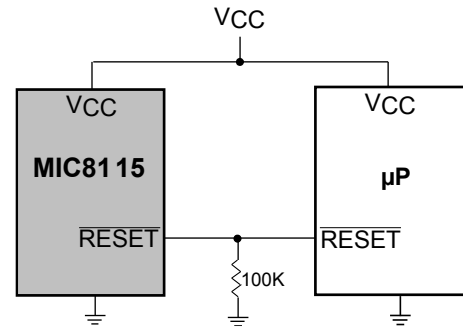 VCC
VCC
VCC
MIC8115
µP
RESET
RESET
100K